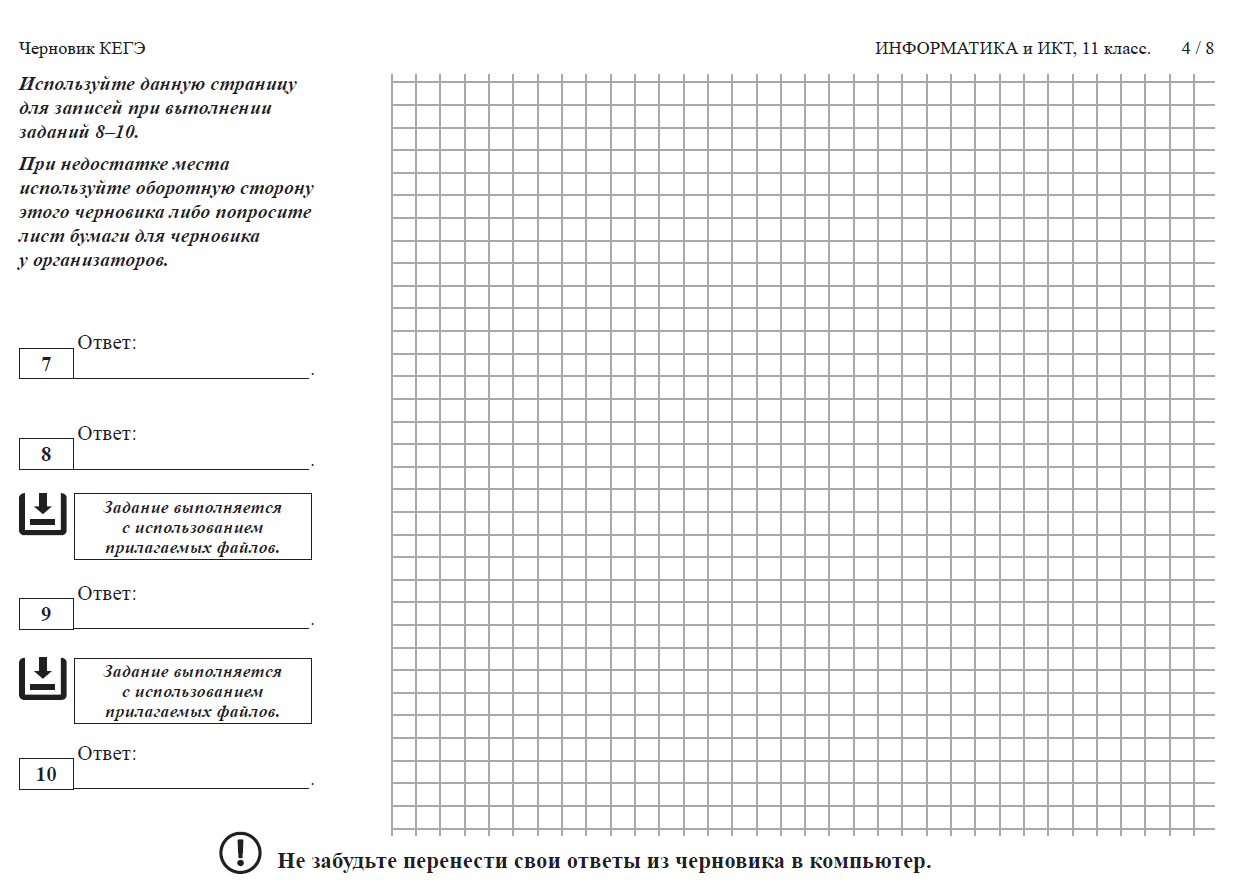 Черновик КЕГЭ
ИНФОРМАТИКА и ИКТ, 11 класс. 4 / 8
Используйте данную страницу
для записей при выполнении
заданий 8–10.
При недостатке места
используйте оборотную сторону
этого черновика либо попросите
лист бумаги для черновика
у организаторов.
Ответ:
7 .
Ответ:
8 .
Задание выполняется
с использованием
прилагаемых файлов.
Ответ:
9 .
Задание выполняется
с использованием
прилагаемых файлов.
Ответ:
10 .
! Не забудьте перенести свои ответы из черновика в компьютер.